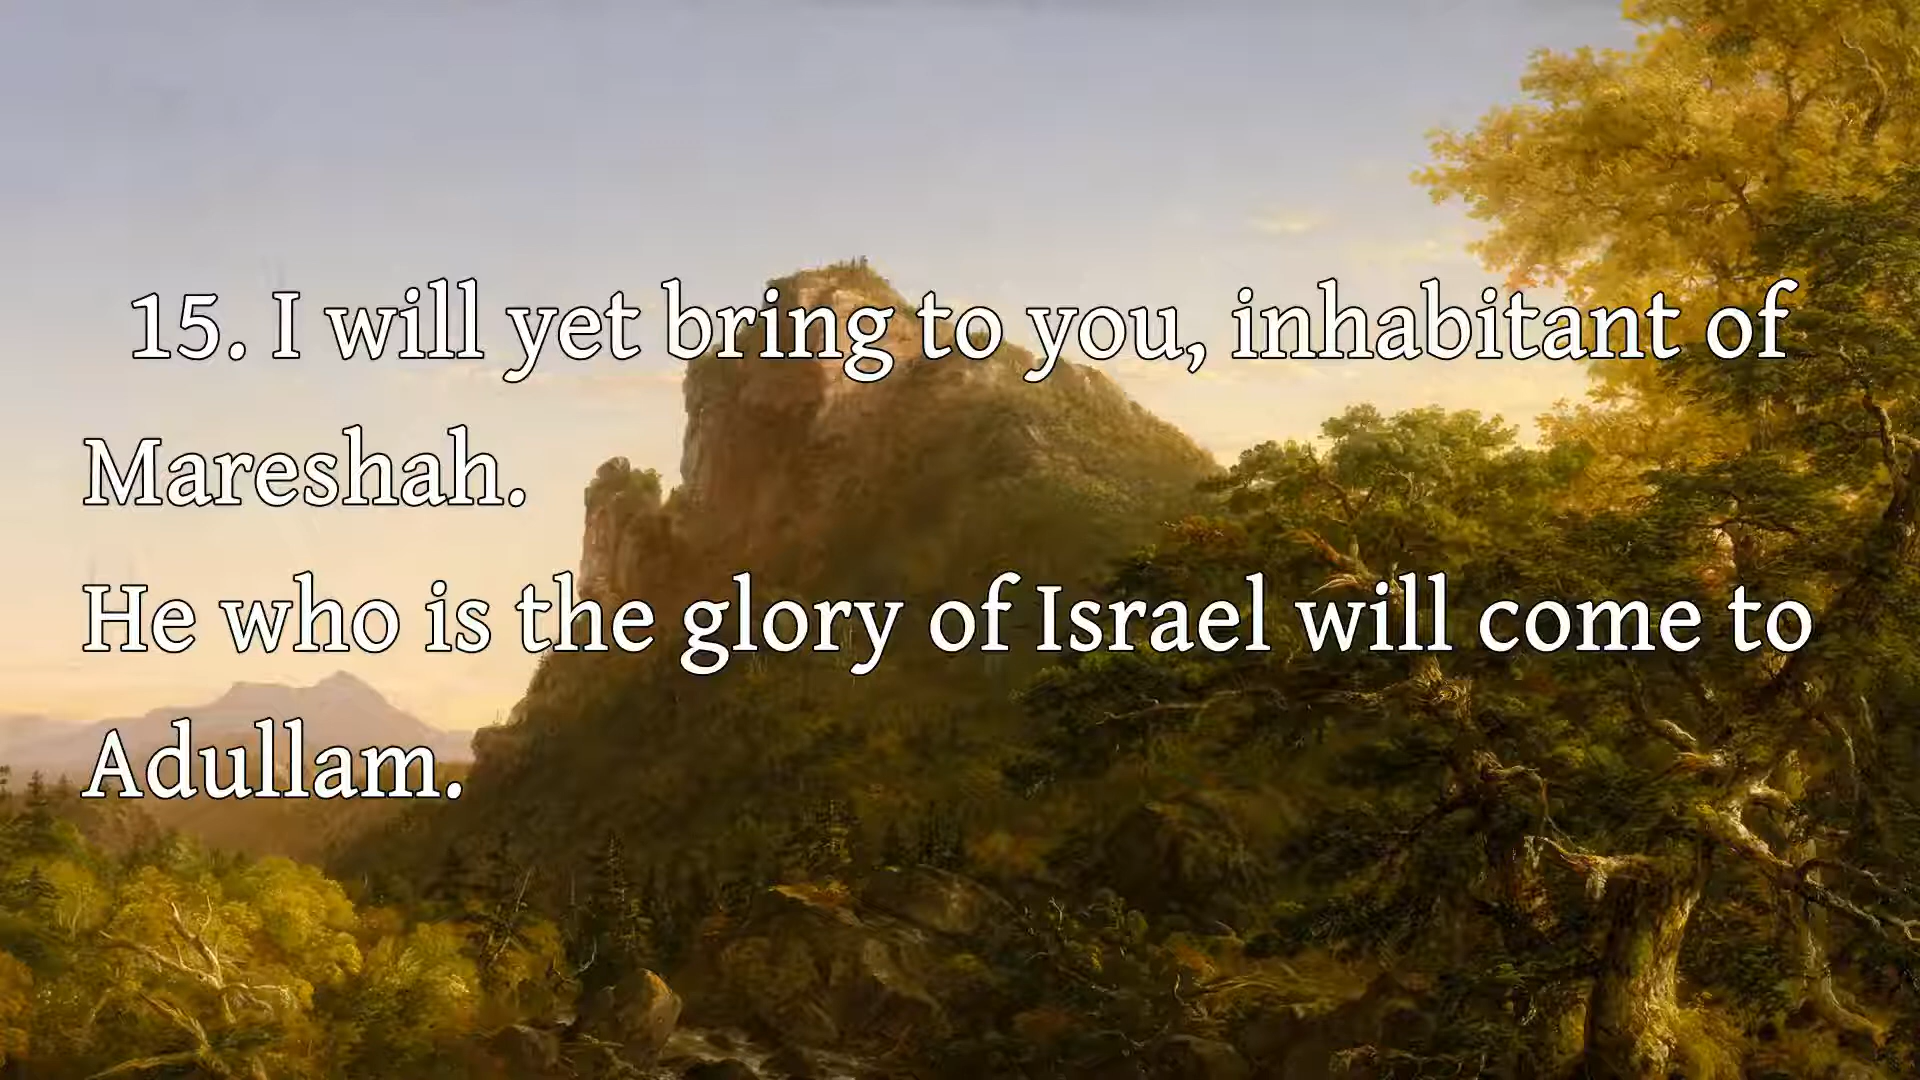 15. I will yet bring to you, inhabitant of
Mareshah.
He who is the glory of Israel will come to
Adullam.